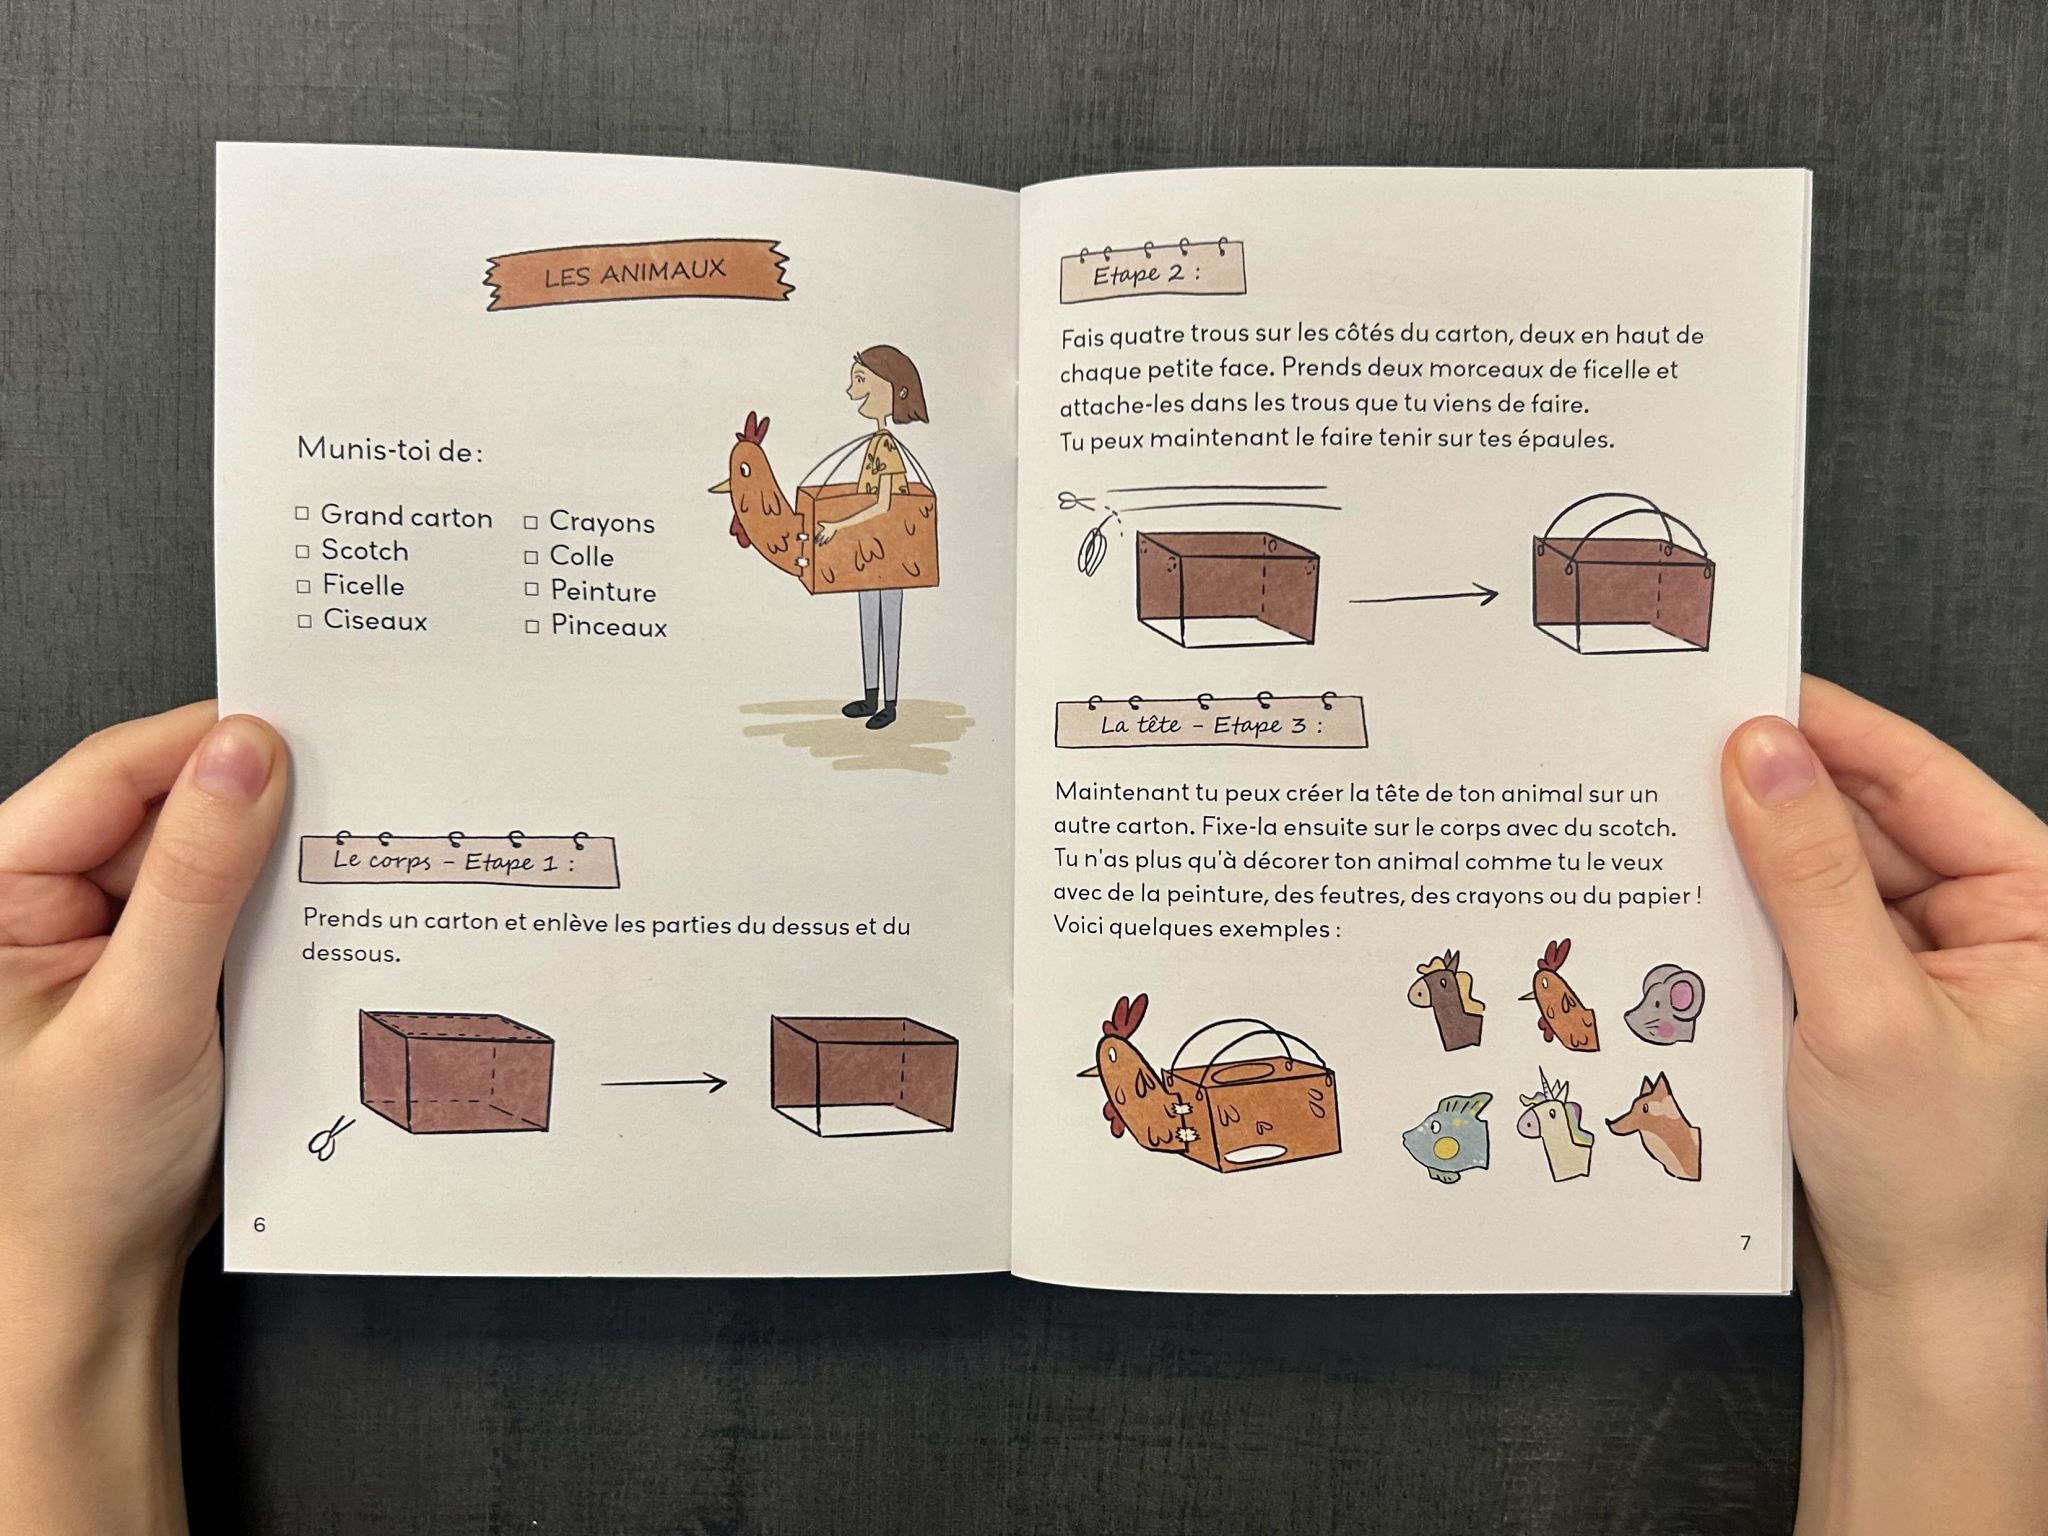 LES ANIMAUX
Munis-toi de :
□ Grand carton
□ Scotch
□ Ficelle
□ Ciseaux
□ Crayons
□ Colle
□ Peinture
□ Pinceaux
Le corps - Etape 1 :
Prends un carton et enlève les parties du dessus et du
dessous.
6
Etape 2 :
Fais quatre trous sur les côtés du carton, deux en haut de
chaque petite face. Prends deux morceaux de ficelle et
attache-les dans les trous que tu viens de faire.
Tu peux maintenant le faire tenir sur tes épaules.
La tête - Etape 3 :
Maintenant tu peux créer la tête de ton animal sur un
autre carton. Fixe-la ensuite sur le corps avec du scotch.
Tu n'as plus qu'à décorer ton animal comme tu le veux
avec de la peinture, des feutres, des crayons ou du papier !
Voici quelques exemples :
7